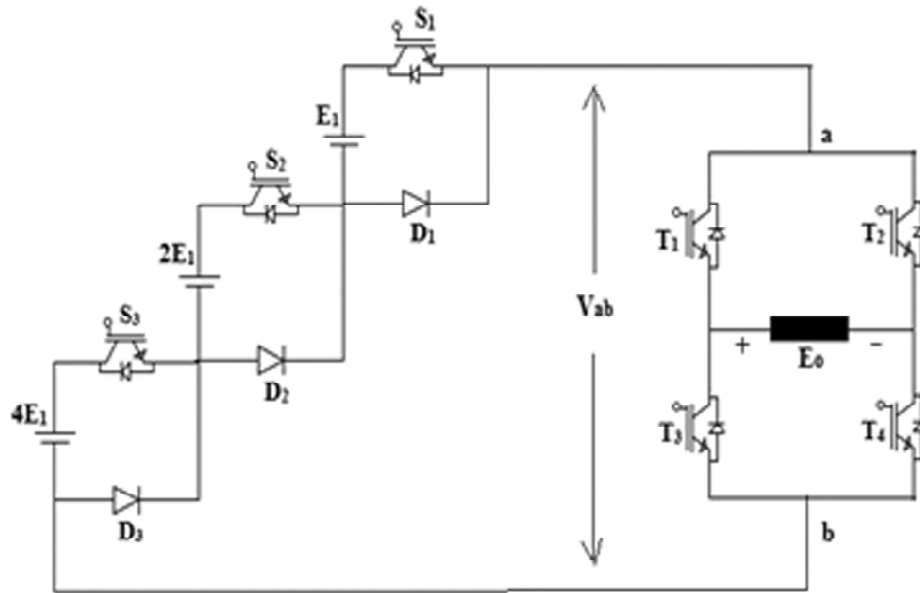 S₁
E₁
S₂
D₁
2E₁
S₃
D₂
4E₁
D₃
Vab
a
T₁
T₂
+
E₀
-
T₃
T₄
b